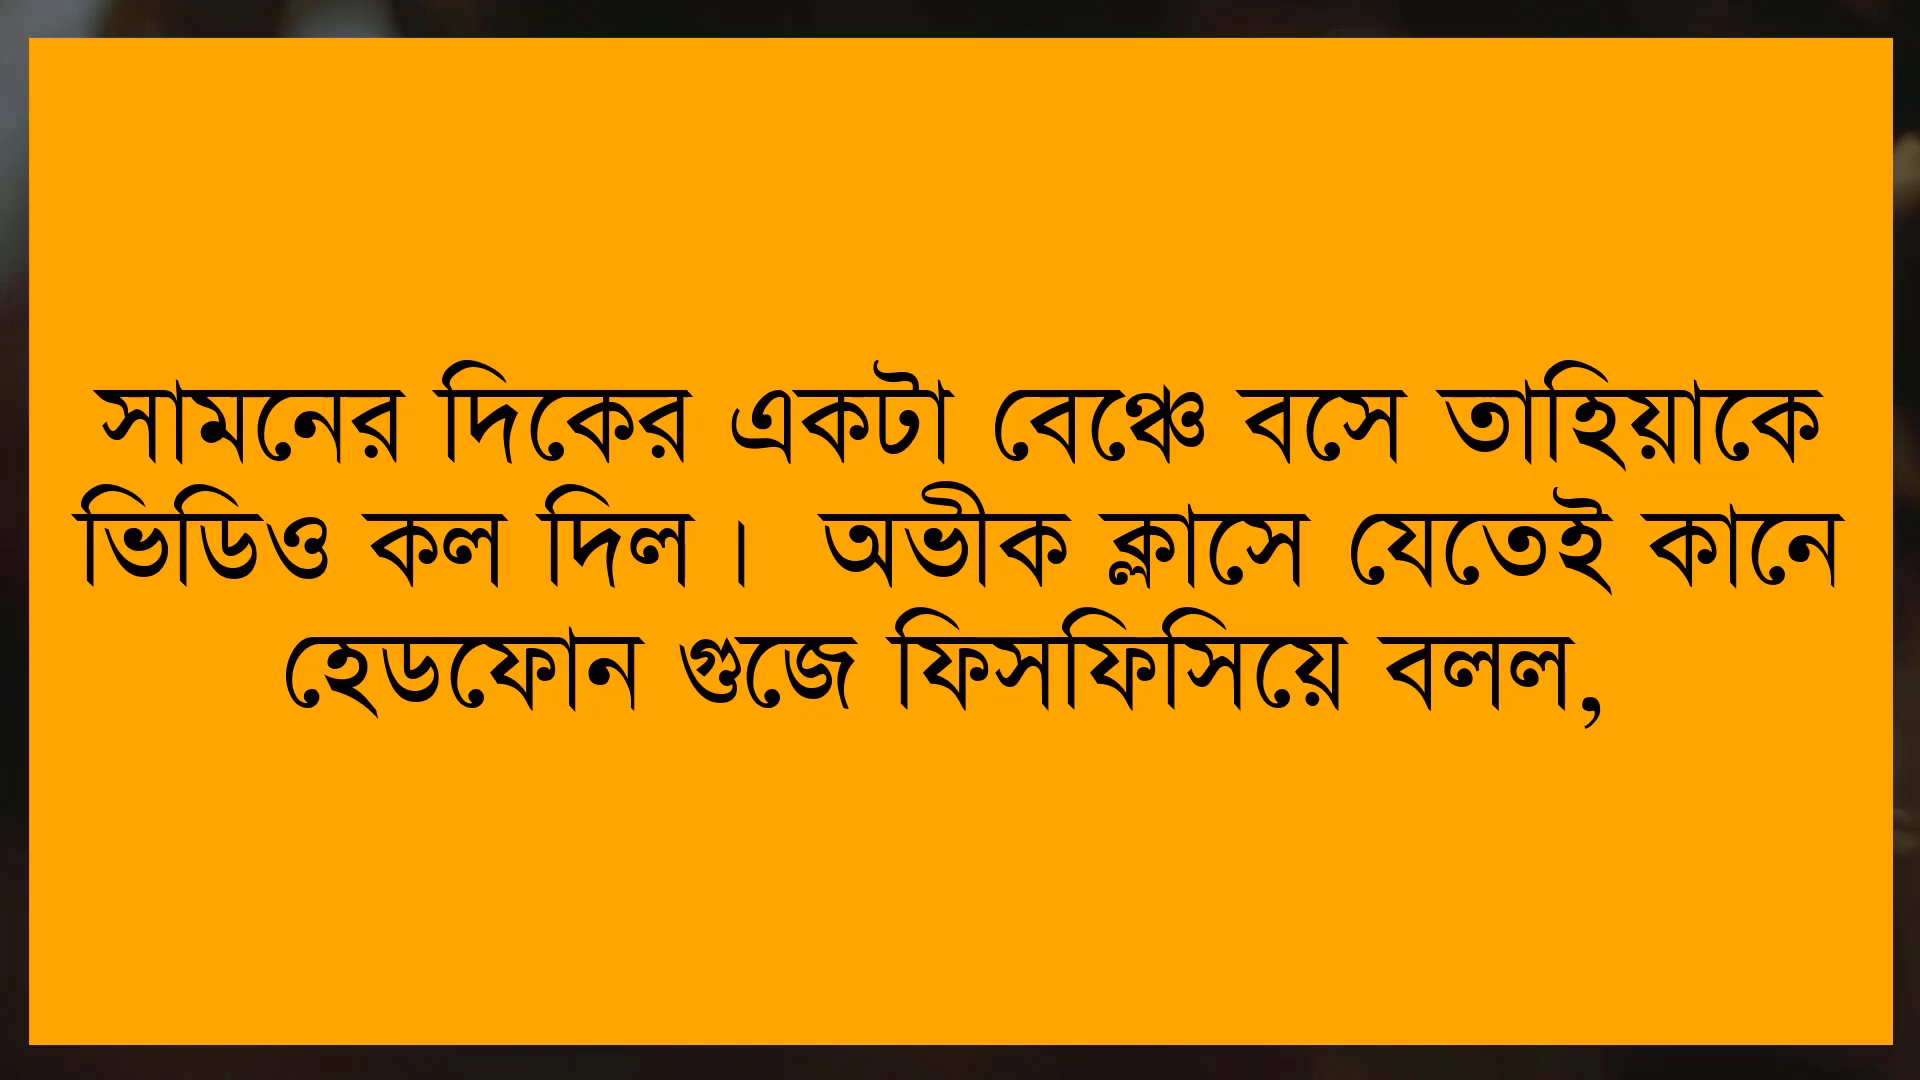 সামনের দিকের একটা বেঞ্চে বসে তাহিয়াকে
ভিডিও কল দিল। অভীক ক্লাসে যেতেই কানে
হেডফোন গুজে ফিসফিসিয়ে বলল,